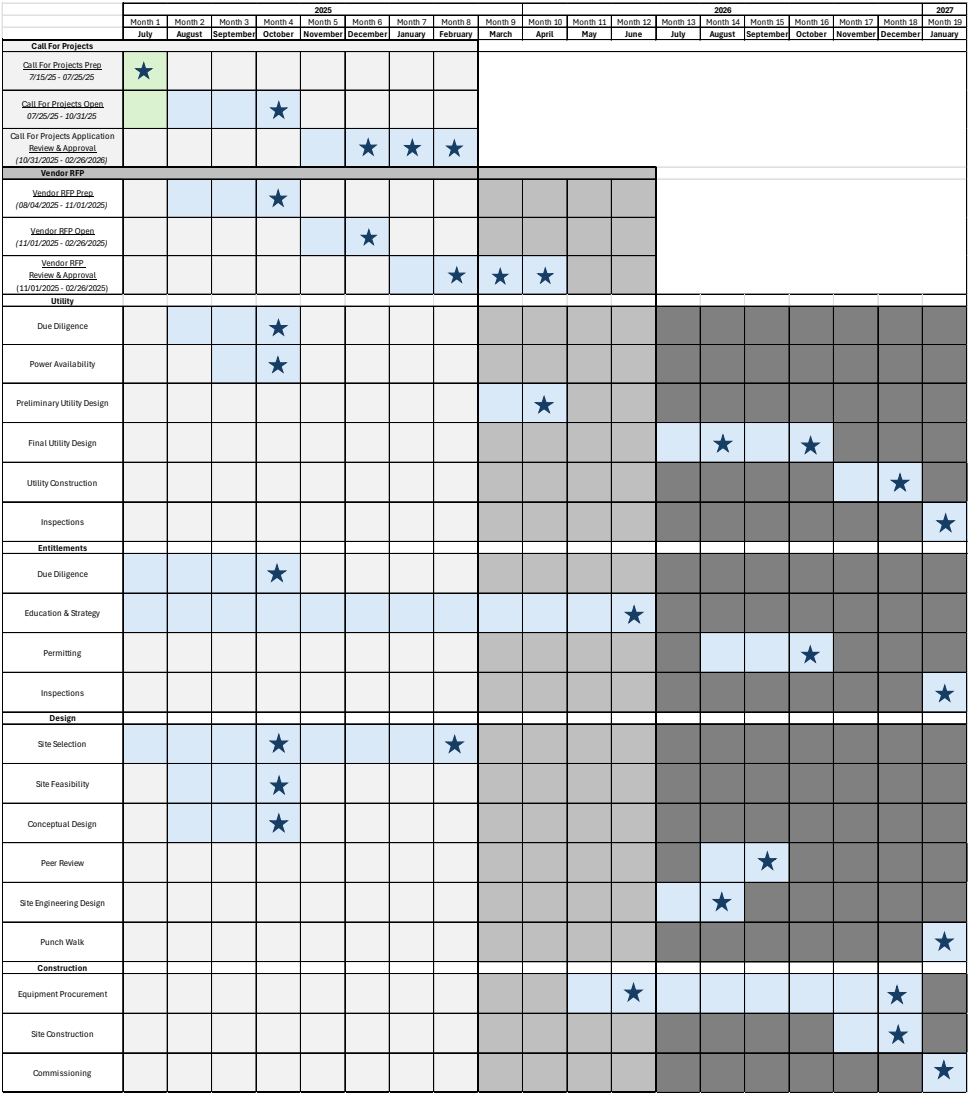 2025 2026 2027
Month 1 Month 2 Month 3 Month 4 Month 5 Month 6 Month 7 Month 8 Month 9 Month 10 Month 11 Month 12 Month 13 Month 14 Month 15 Month 16 Month 17 Month 18 Month 19
July August September October November December January February March April May June July August September October November December January
Call For Projects
Call For Projects Prep
7/15/25 - 07/25/25
Call For Projects Open
07/25/25 - 10/31/25
Call For Projects Application
Review & Approval
(10/31/2025 - 02/26/2026)
Vendor RFP
Vendor RFP Prep
(08/04/2025 - 11/01/2025)
Vendor RFP Open
(11/01/2025 - 02/26/2025)
Vendor RFP
Review & Approval
(11/01/2025 - 02/26/2025)
Utility
Due Diligence
Power Availability
Preliminary Utility Design
Final Utility Design
Utility Construction
Inspections
Entitlements
Due Diligence
Education & Strategy
Permitting
Inspections
Design
Site Selection
Site Feasibility
Conceptual Design
Peer Review
Site Engineering Design
Punch Walk
Construction
Equipment Procurement
Site Construction
Commissioning